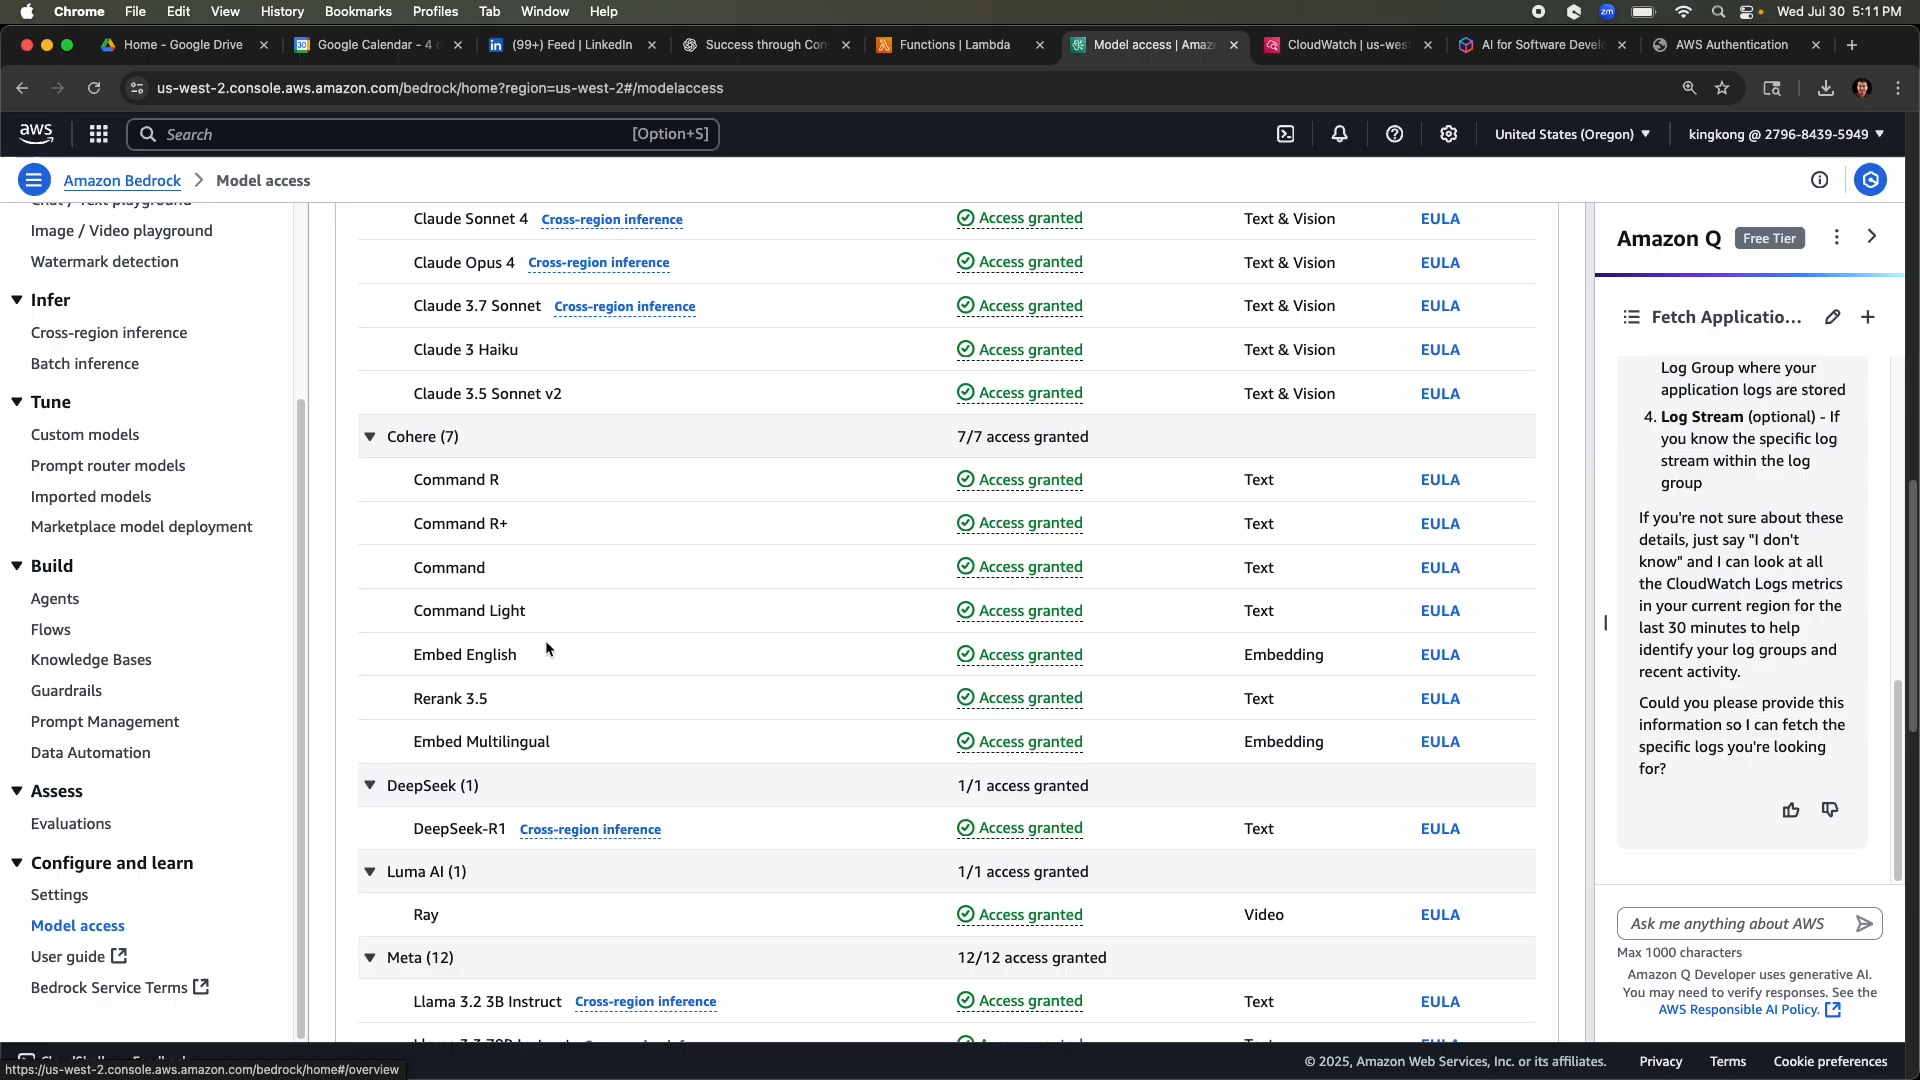 Chrome File Edit View History Bookmarks Profiles Tab Window Help
zm
Wed Jul 30 5:11 PM
Home - Google Drive
Google Calendar - 4
(99+) Feed | LinkedIn
Success through Con
Functions | Lambda
Model access | Amaz
CloudWatch | us-wes
AI for Software Devel
AWS Authentication
us-west-2.console.aws.amazon.com/bedrock/home?region=us-west-2#/modelaccess
aws
Search
[Option+S]
United States (Oregon)
kingkong @ 2796-8439-5949
Amazon Bedrock
Model access
Chat / Text playground
Image / Video playground
Watermark detection
Infer
Cross-region inference
Batch inference
Tune
Custom models
Prompt router models
Imported models
Marketplace model deployment
Build
Agents
Flows
Knowledge Bases
Guardrails
Prompt Management
Data Automation
Assess
Evaluations
Configure and learn
Settings
Model access
User guide
Bedrock Service Terms
Claude Sonnet 4 Cross-region inference Access granted Text & Vision EULA
Claude Opus 4 Cross-region inference Access granted Text & Vision EULA
Claude 3.7 Sonnet Cross-region inference Access granted Text & Vision EULA
Claude 3 Haiku Access granted Text & Vision EULA
Claude 3.5 Sonnet v2 Access granted Text & Vision EULA
Cohere (7) 7/7 access granted
Command R Access granted Text EULA
Command R+ Access granted Text EULA
Command Access granted Text EULA
Command Light Access granted Text EULA
Embed English Access granted Embedding EULA
Rerank 3.5 Access granted Text EULA
Embed Multilingual Access granted Embedding EULA
DeepSeek (1) 1/1 access granted
DeepSeek-R1 Cross-region inference Access granted Text EULA
Luma AI (1) 1/1 access granted
Ray Access granted Video EULA
Meta (12) 12/12 access granted
Llama 3.2 3B Instruct Cross-region inference Access granted Text EULA
Amazon Q Free Tier
Fetch Applicatio...
Log Group where your
application logs are stored
4. Log Stream (optional) - If
you know the specific log
stream within the log
group
If you're not sure about these
details, just say "I don't
know" and I can look at all
the CloudWatch Logs metrics
in your current region for the
last 30 minutes to help
identify your log groups and
recent activity.
Could you please provide this
information so I can fetch the
specific logs you're looking
for?
Ask me anything about AWS
Max 1000 characters
Amazon Q Developer uses generative AI.
You may need to verify responses. See the
AWS Responsible AI Policy.
https://us-west-2.console.aws.amazon.com/bedrock/home#/overview
© 2025, Amazon Web Services, Inc. or its affiliates. Privacy Terms Cookie preferences